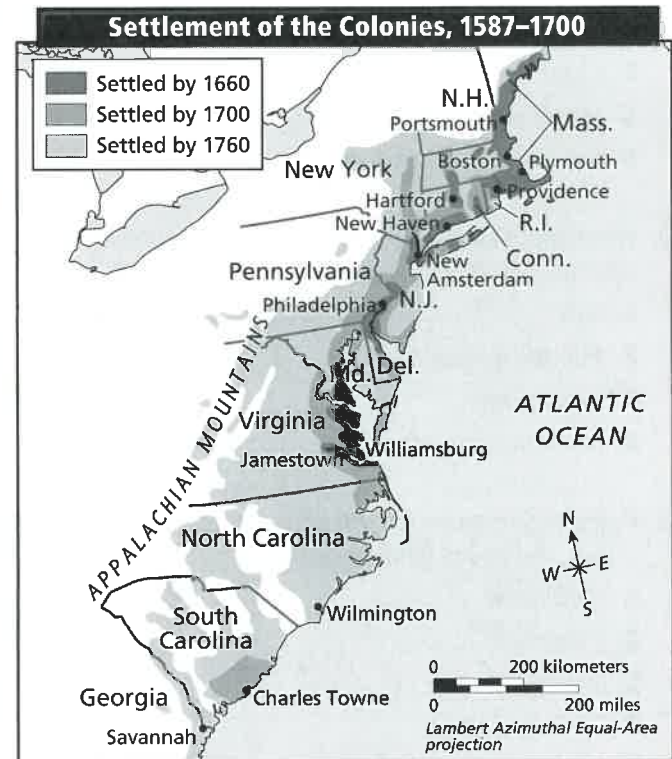 Settlement of the Colonies, 1587–1700
Settled by 1660
Settled by 1700
Settled by 1760
N.H.
Portsmouth
Mass.
Boston
Plymouth
New York
Providence
Hartford
R.I.
New Haven
Conn.
New
Amsterdam
Pennsylvania
N.J.
Philadelphia
Md.
Del.
APPALACHIAN MOUNTAINS
Virginia
ATLANTIC
OCEAN
Williamsburg
Jamestown
North Carolina
N
W
E
S
Wilmington
South
Carolina
0 200 kilometers
0 200 miles
Georgia
Charles Towne
Lambert Azimuthal Equal-Area
projection
Savannah